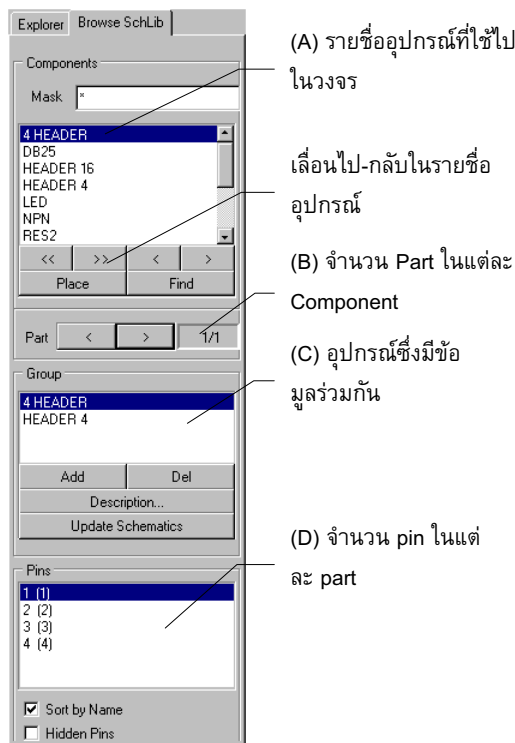 Explorer Browse SchLib
Components
Mask *
4 HEADER
DB25
HEADER 16
HEADER 4
LED
NPN
RES2
<< >> < >
Place Find
Part < > 1/1
Group
4 HEADER
HEADER 4
Add Del
Description...
Update Schematics
Pins
1 (1)
2 (2)
3 (3)
4 (4)
Sort by Name
Hidden Pins
(A) รายชื่ออุปกรณ์ที่ใช้ไป
ในวงจร
เลื่อนไป-กลับในรายชื่อ
อุปกรณ์
(B) จำนวน Part ในแต่ละ
Component
(C) อุปกรณ์ซึ่งมีข้อ
มูลร่วมกัน
(D) จำนวน pin ในแต่
ละ part